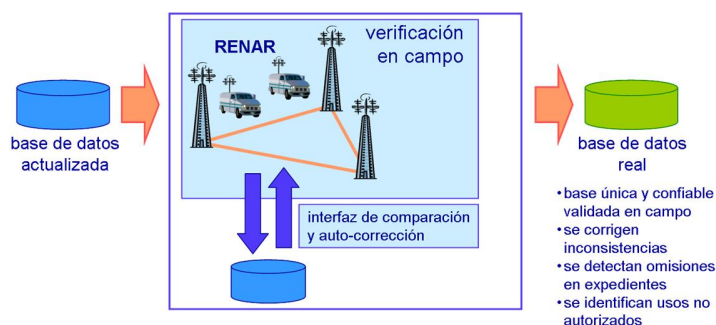 RENAR
verificación
en campo
base de datos
actualizada
interfaz de comparación
y auto-corrección
base de datos
real
•base única y confiable
validada en campo
•se corrigen
inconsistencias
•se detectan omisiones
en expedientes
•se identifican usos no
autorizados